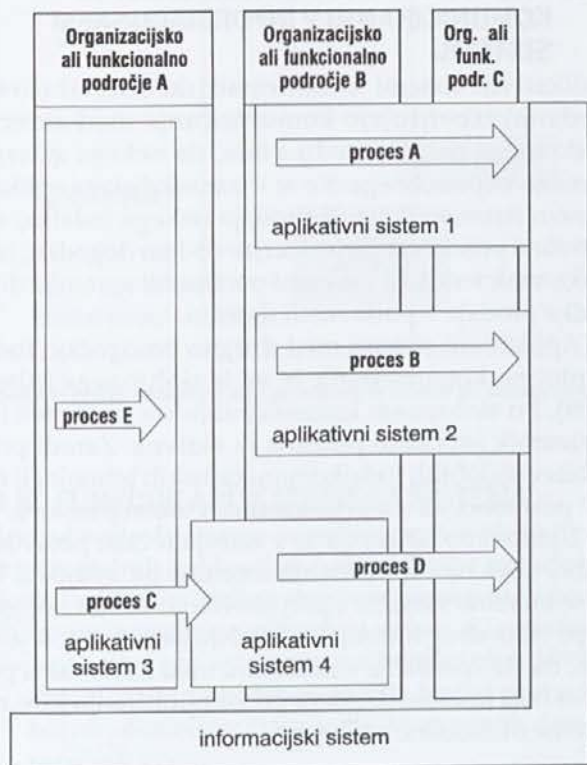 Organizacijsko
ali funkcionalno
področje A
Organizacijsko
ali funkcionalno
področje B
Org. ali
funk.
podr. C
proces A
aplikativni sistem 1
proces B
aplikativni sistem 2
proces E
proces D
proces C
aplikativni
sistem 3
aplikativni
sistem 4
informacijski sistem